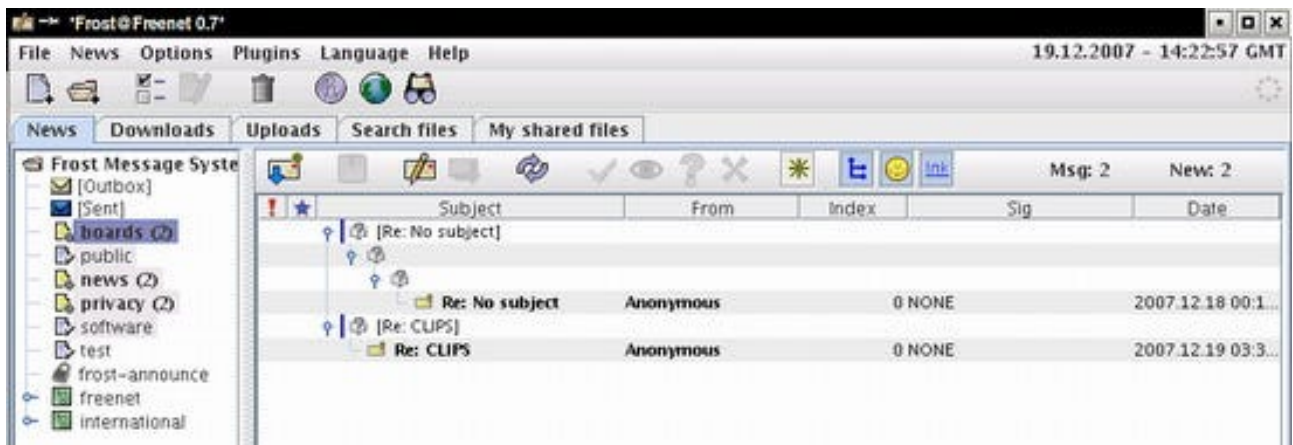 *Frost@Freenet 0.7*
File News Options Plugins Language Help 19.12.2007 - 14:22:57 GMT
News Downloads Uploads Search files My shared files
Frost Message Syste
[Outbox]
[Sent]
boards (2)
public
news (2)
privacy (2)
software
test
frost-announce
freenet
international
lnk Msg: 2 New: 2
! Subject From Index Sig Date
[Re: No subject]
Re: No subject Anonymous 0 NONE 2007.12.18 00:1...
[Re: CLIPS]
Re: CLIPS Anonymous 0 NONE 2007.12.19 03:3...